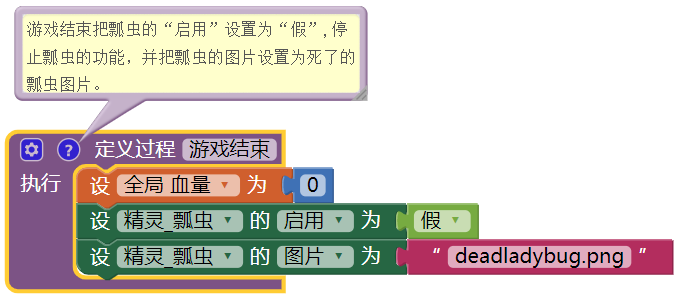 游戏结束把瓢虫的“启用”设置为“假”,停
止瓢虫的功能，并把瓢虫的图片设置为死了的
瓢虫图片。
? 定义过程 游戏结束
执行 设 全局 血量 为 0
设 精灵_瓢虫 的 启用 为 假
设 精灵_瓢虫 的 图片 为 “ deadladybug.png ”